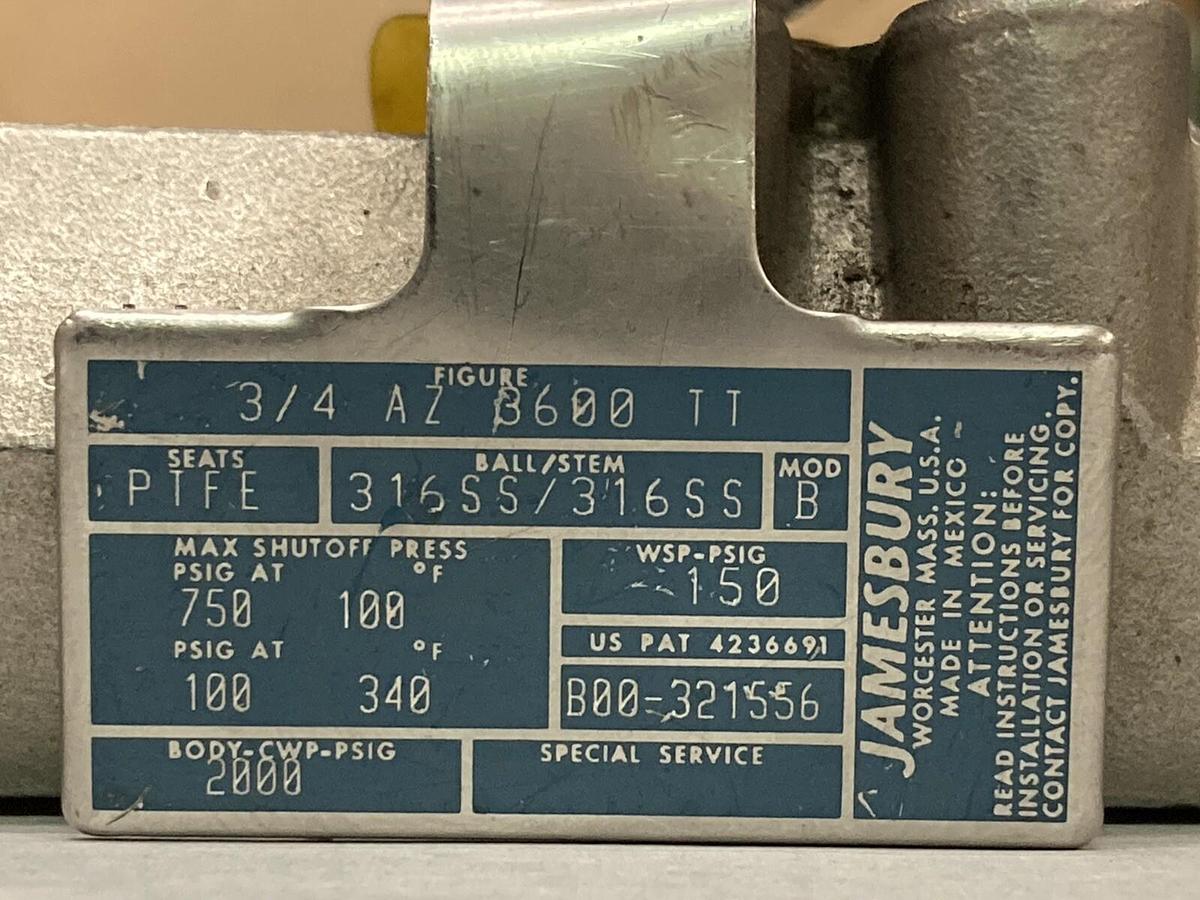 FIGURE
3/4 AZ 3600 TT
SEATS
PTFE
BALL/STEM
316SS/316SS
MOD
B
MAX SHUTOFF PRESS
PSIG AT °F
750 100
PSIG AT °F
100 340
WSP-PSIG
150
US PAT 4236691
B00-321556
BODY-CWP-PSIG
2000
SPECIAL SERVICE
JAMESBURY
WORCESTER MASS. U.S.A.
MADE IN MEXICO
ATTENTION:
READ INSTRUCTIONS BEFORE
INSTALLATION OR SERVICING.
CONTACT JAMESBURY FOR COPY.